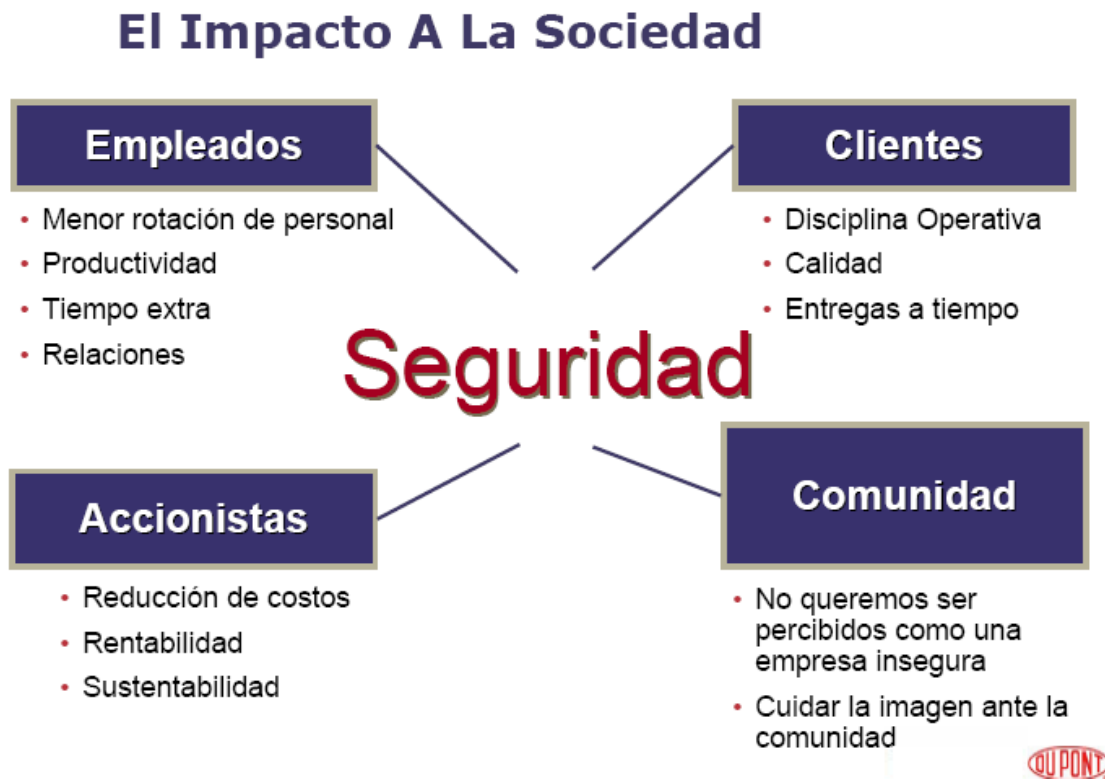 El Impacto A La Sociedad
Empleados
• Menor rotación de personal
• Productividad
• Tiempo extra
• Relaciones
Clientes
• Disciplina Operativa
• Calidad
• Entregas a tiempo
Seguridad
Accionistas
• Reducción de costos
• Rentabilidad
• Sustentabilidad
Comunidad
• No queremos ser
percibidos como una
empresa insegura
• Cuidar la imagen ante la
comunidad
DU PONT